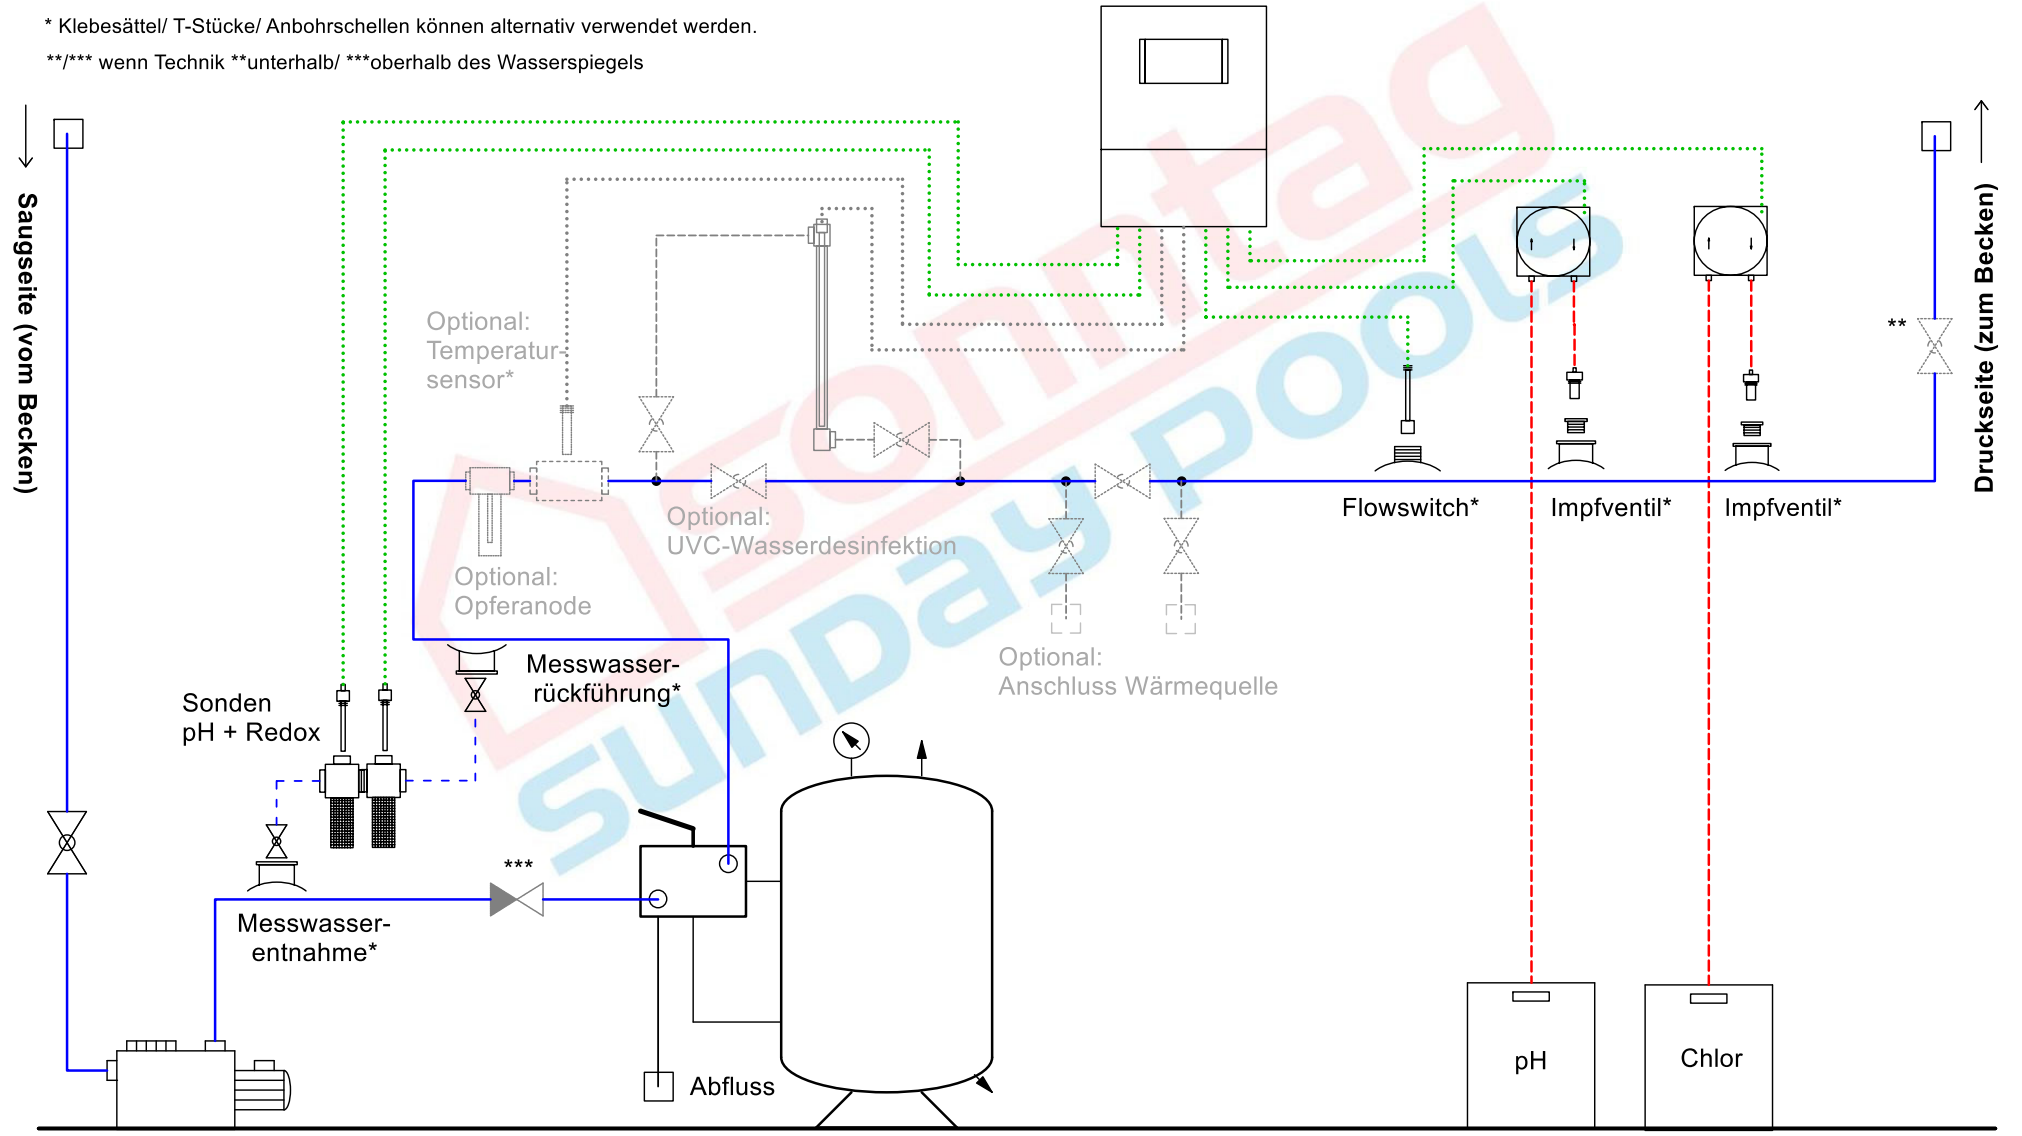 * Klebesättel/ T-Stücke/ Anbohrschellen können alternativ verwendet werden.
**/*** wenn Technik **unterhalb/ ***oberhalb des Wasserspiegels
Saugseite (vom Becken)
Druckseite (zum Becken)
**
Optional:
Temperatur-
sensor*
Flowswitch*
Impfventil*
Impfventil*
Optional:
UVC-Wasserdesinfektion
Optional:
Opferanode
Optional:
Anschluss Wärmequelle
Messwasser-
rückführung*
Sonden
pH + Redox
***
Messwasser-
entnahme*
Abfluss
pH
Chlor
sonntag
sunday pools